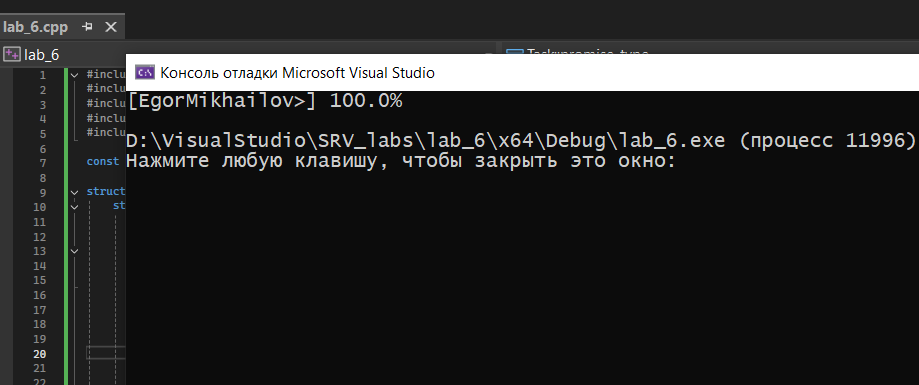 lab_6.cpp
lab_6
Консоль отладки Microsoft Visual Studio
[EgorMikhailov>] 100.0%
D:\VisualStudio\SRV_labs\lab_6\x64\Debug\lab_6.exe (процесс 11996)
Нажмите любую клавишу, чтобы закрыть это окно:
1 #inclu
2 #inclu
3 #inclu
4 #inclu
5 #inclu
6
7 const
8
9 struct
10 st
11
12
13
14
15
16
17
18
19
20
21
22